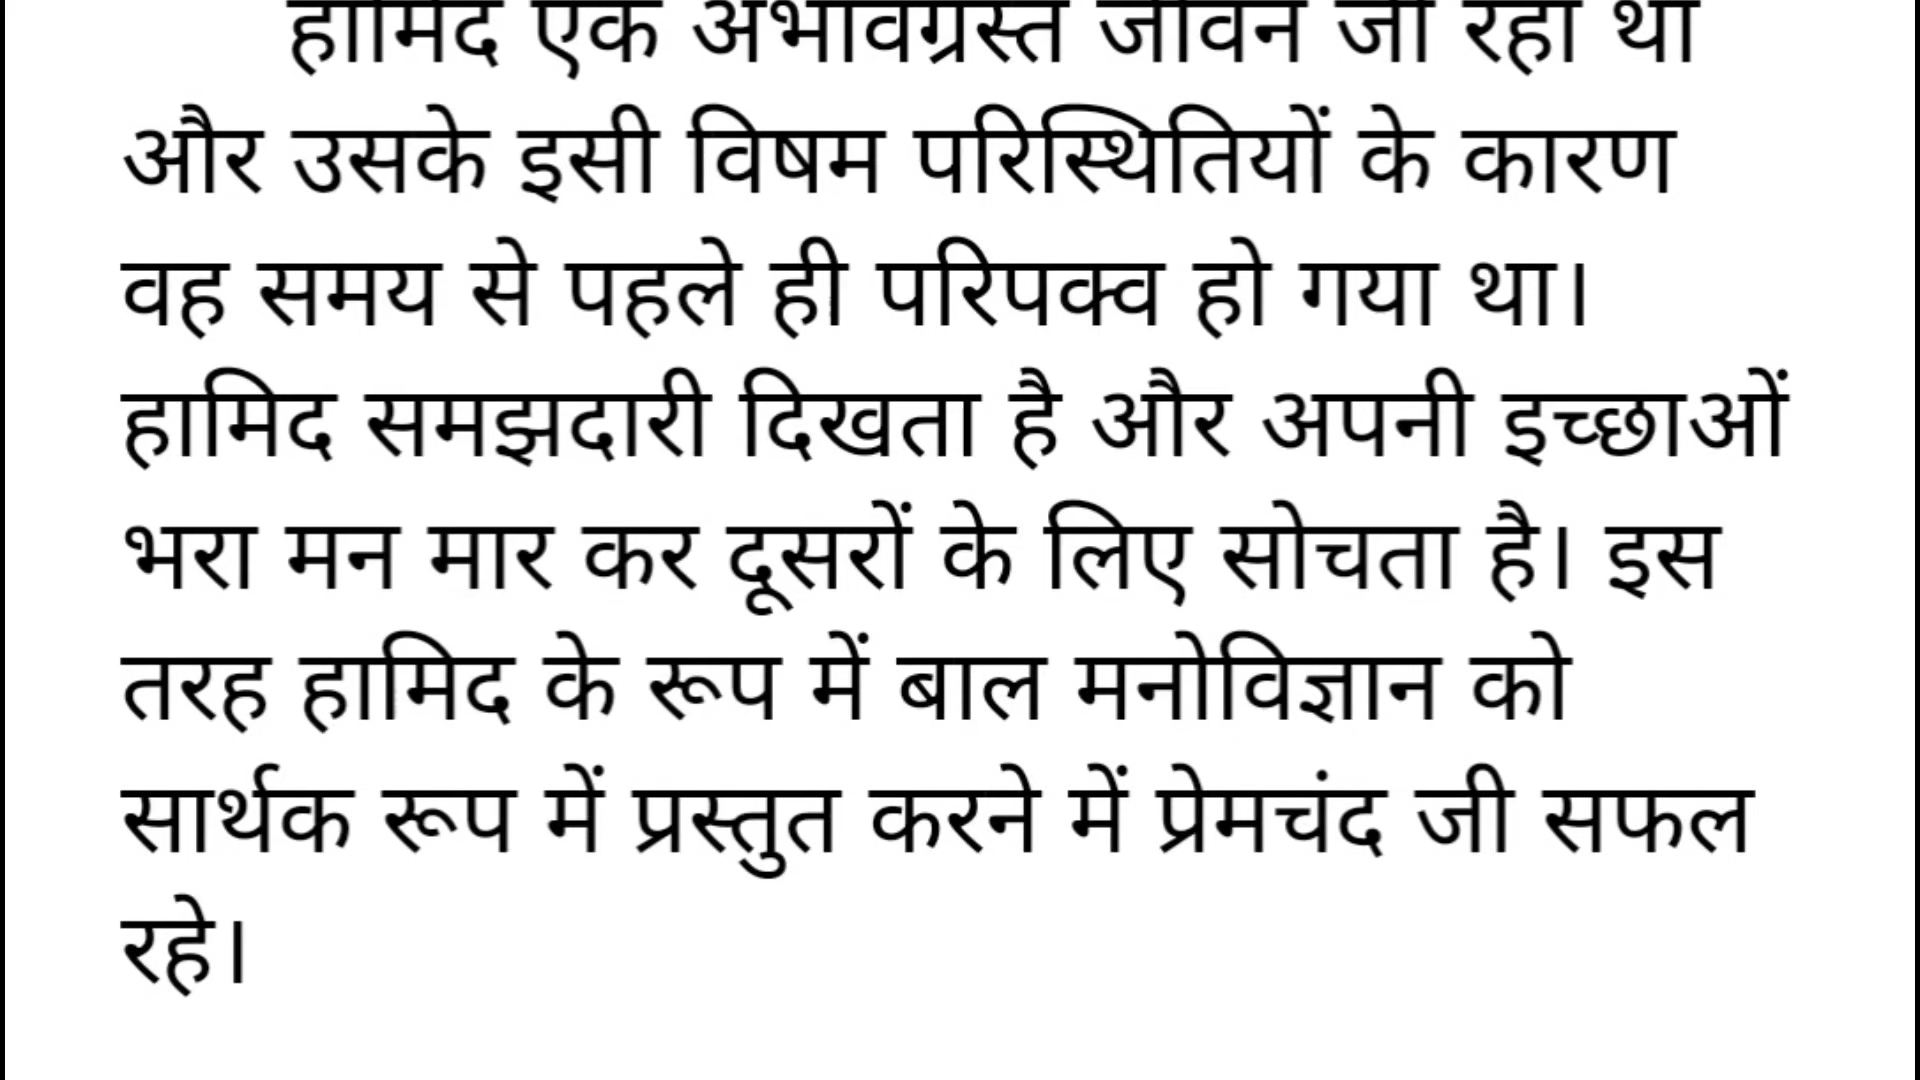 हामिद एक अभावग्रस्त जीवन जी रहा था
और उसके इसी विषम परिस्थितियों के कारण
वह समय से पहले ही परिपक्व हो गया था।
हामिद समझदारी दिखता है और अपनी इच्छाओं
भरा मन मार कर दूसरों के लिए सोचता है। इस
तरह हामिद के रूप में बाल मनोविज्ञान को
सार्थक रूप में प्रस्तुत करने में प्रेमचंद जी सफल
रहे।